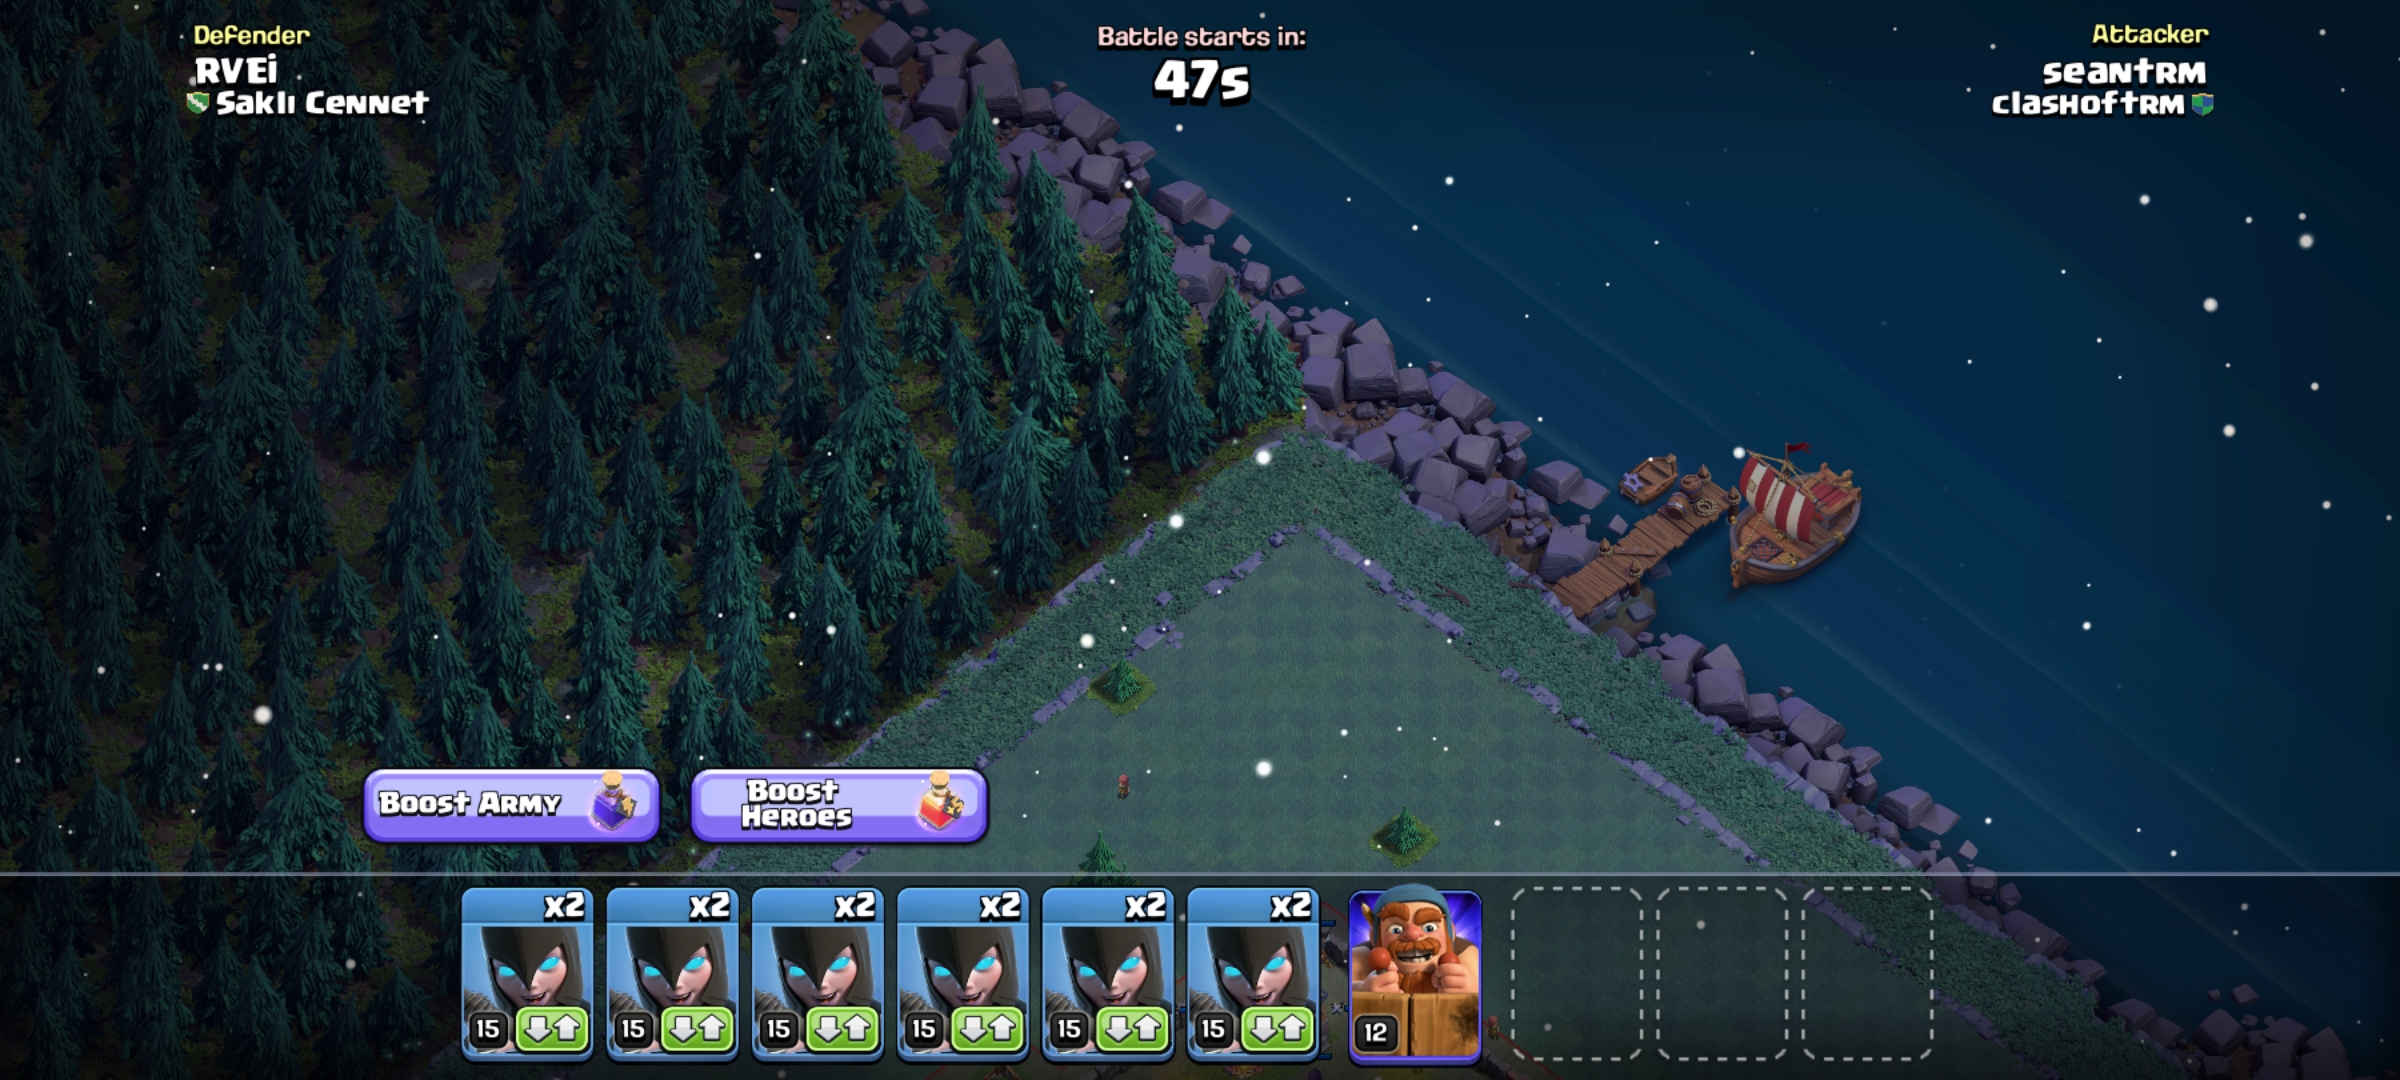 Defender
RVEi
Saklı Cennet
Battle starts in:
47s
Attacker
seantRM
clashoftRM
Boost Army
Boost
Heroes
x2
x2
x2
x2
x2
x2
15
15
15
15
15
15
12